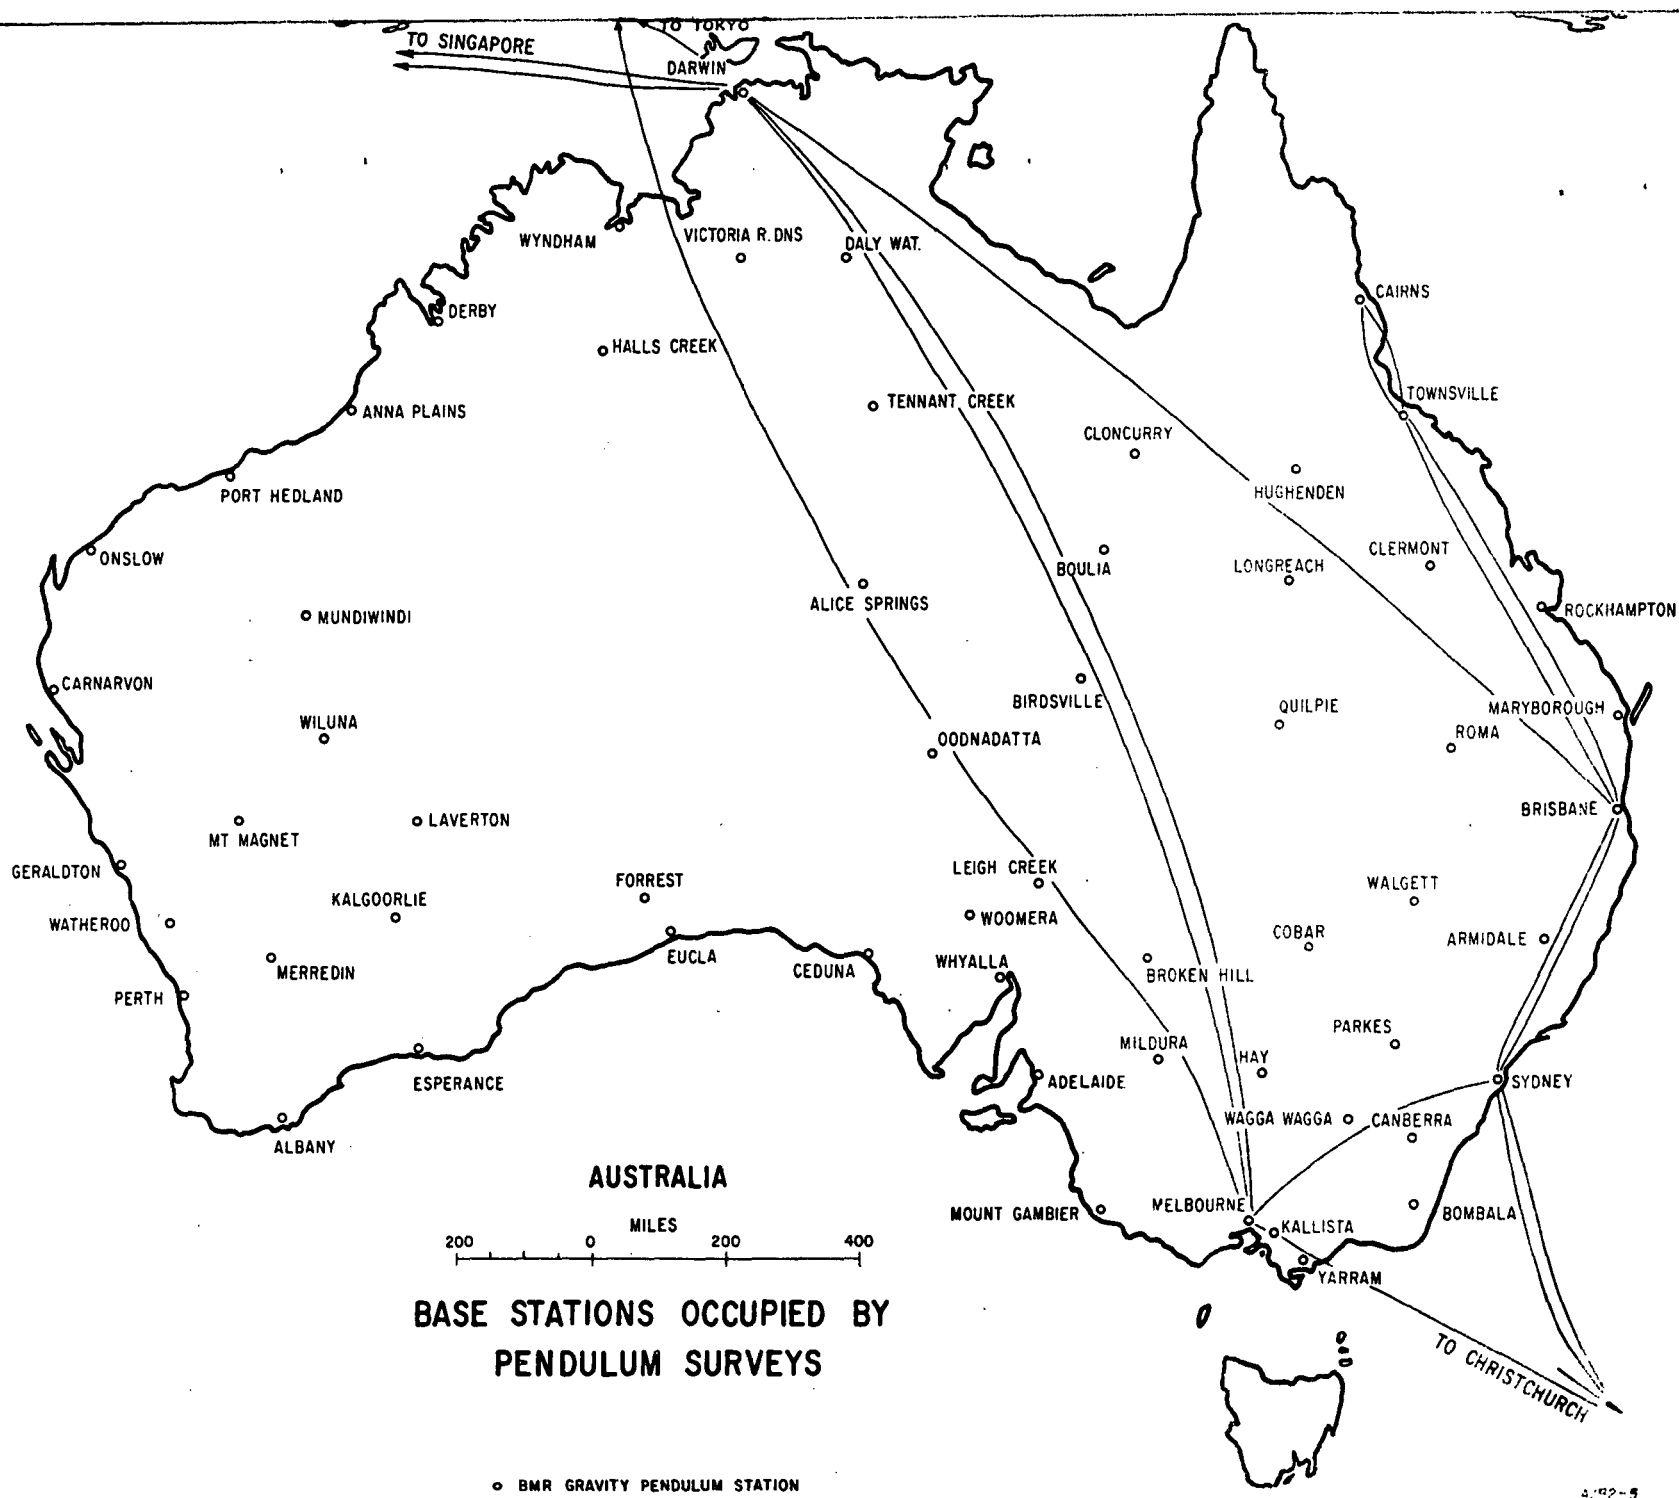 TO TOKYO
TO SINGAPORE
DARWIN
WYNDHAM
VICTORIA R. DNS
DALY WAT.
CAIRNS
DERBY
HALLS CREEK
TOWNSVILLE
ANNA PLAINS
TENNANT CREEK
CLONCURRY
PORT HEDLAND
HUGHENDEN
ONSLOW
CLERMONT
BOULIA
LONGREACH
ALICE SPRINGS
ROCKHAMPTON
MUNDIWINDI
CARNARVON
BIRDSVILLE
QUILPIE
MARYBOROUGH
WILUNA
ROMA
OODNADATTA
BRISBANE
LAVERTON
MT MAGNET
GERALDTON
LEIGH CREEK
FORREST
WALGETT
KALGOORLIE
WATHEROO
WOOMERA
COBAR
ARMIDALE
EUCLA
WHYALLA
CEDUNA
MERREDIN
BROKEN HILL
PERTH
PARKES
MILDURA
HAY
ESPERANCE
ADELAIDE
SYDNEY
WAGGA WAGGA
CANBERRA
ALBANY
AUSTRALIA
MELBOURNE
MOUNT GAMBIER
BOMBALA
MILES
KALLISTA
200 0 200 400
YARRAM
BASE STATIONS OCCUPIED BY
PENDULUM SURVEYS
TO CHRISTCHURCH
BMR GRAVITY PENDULUM STATION